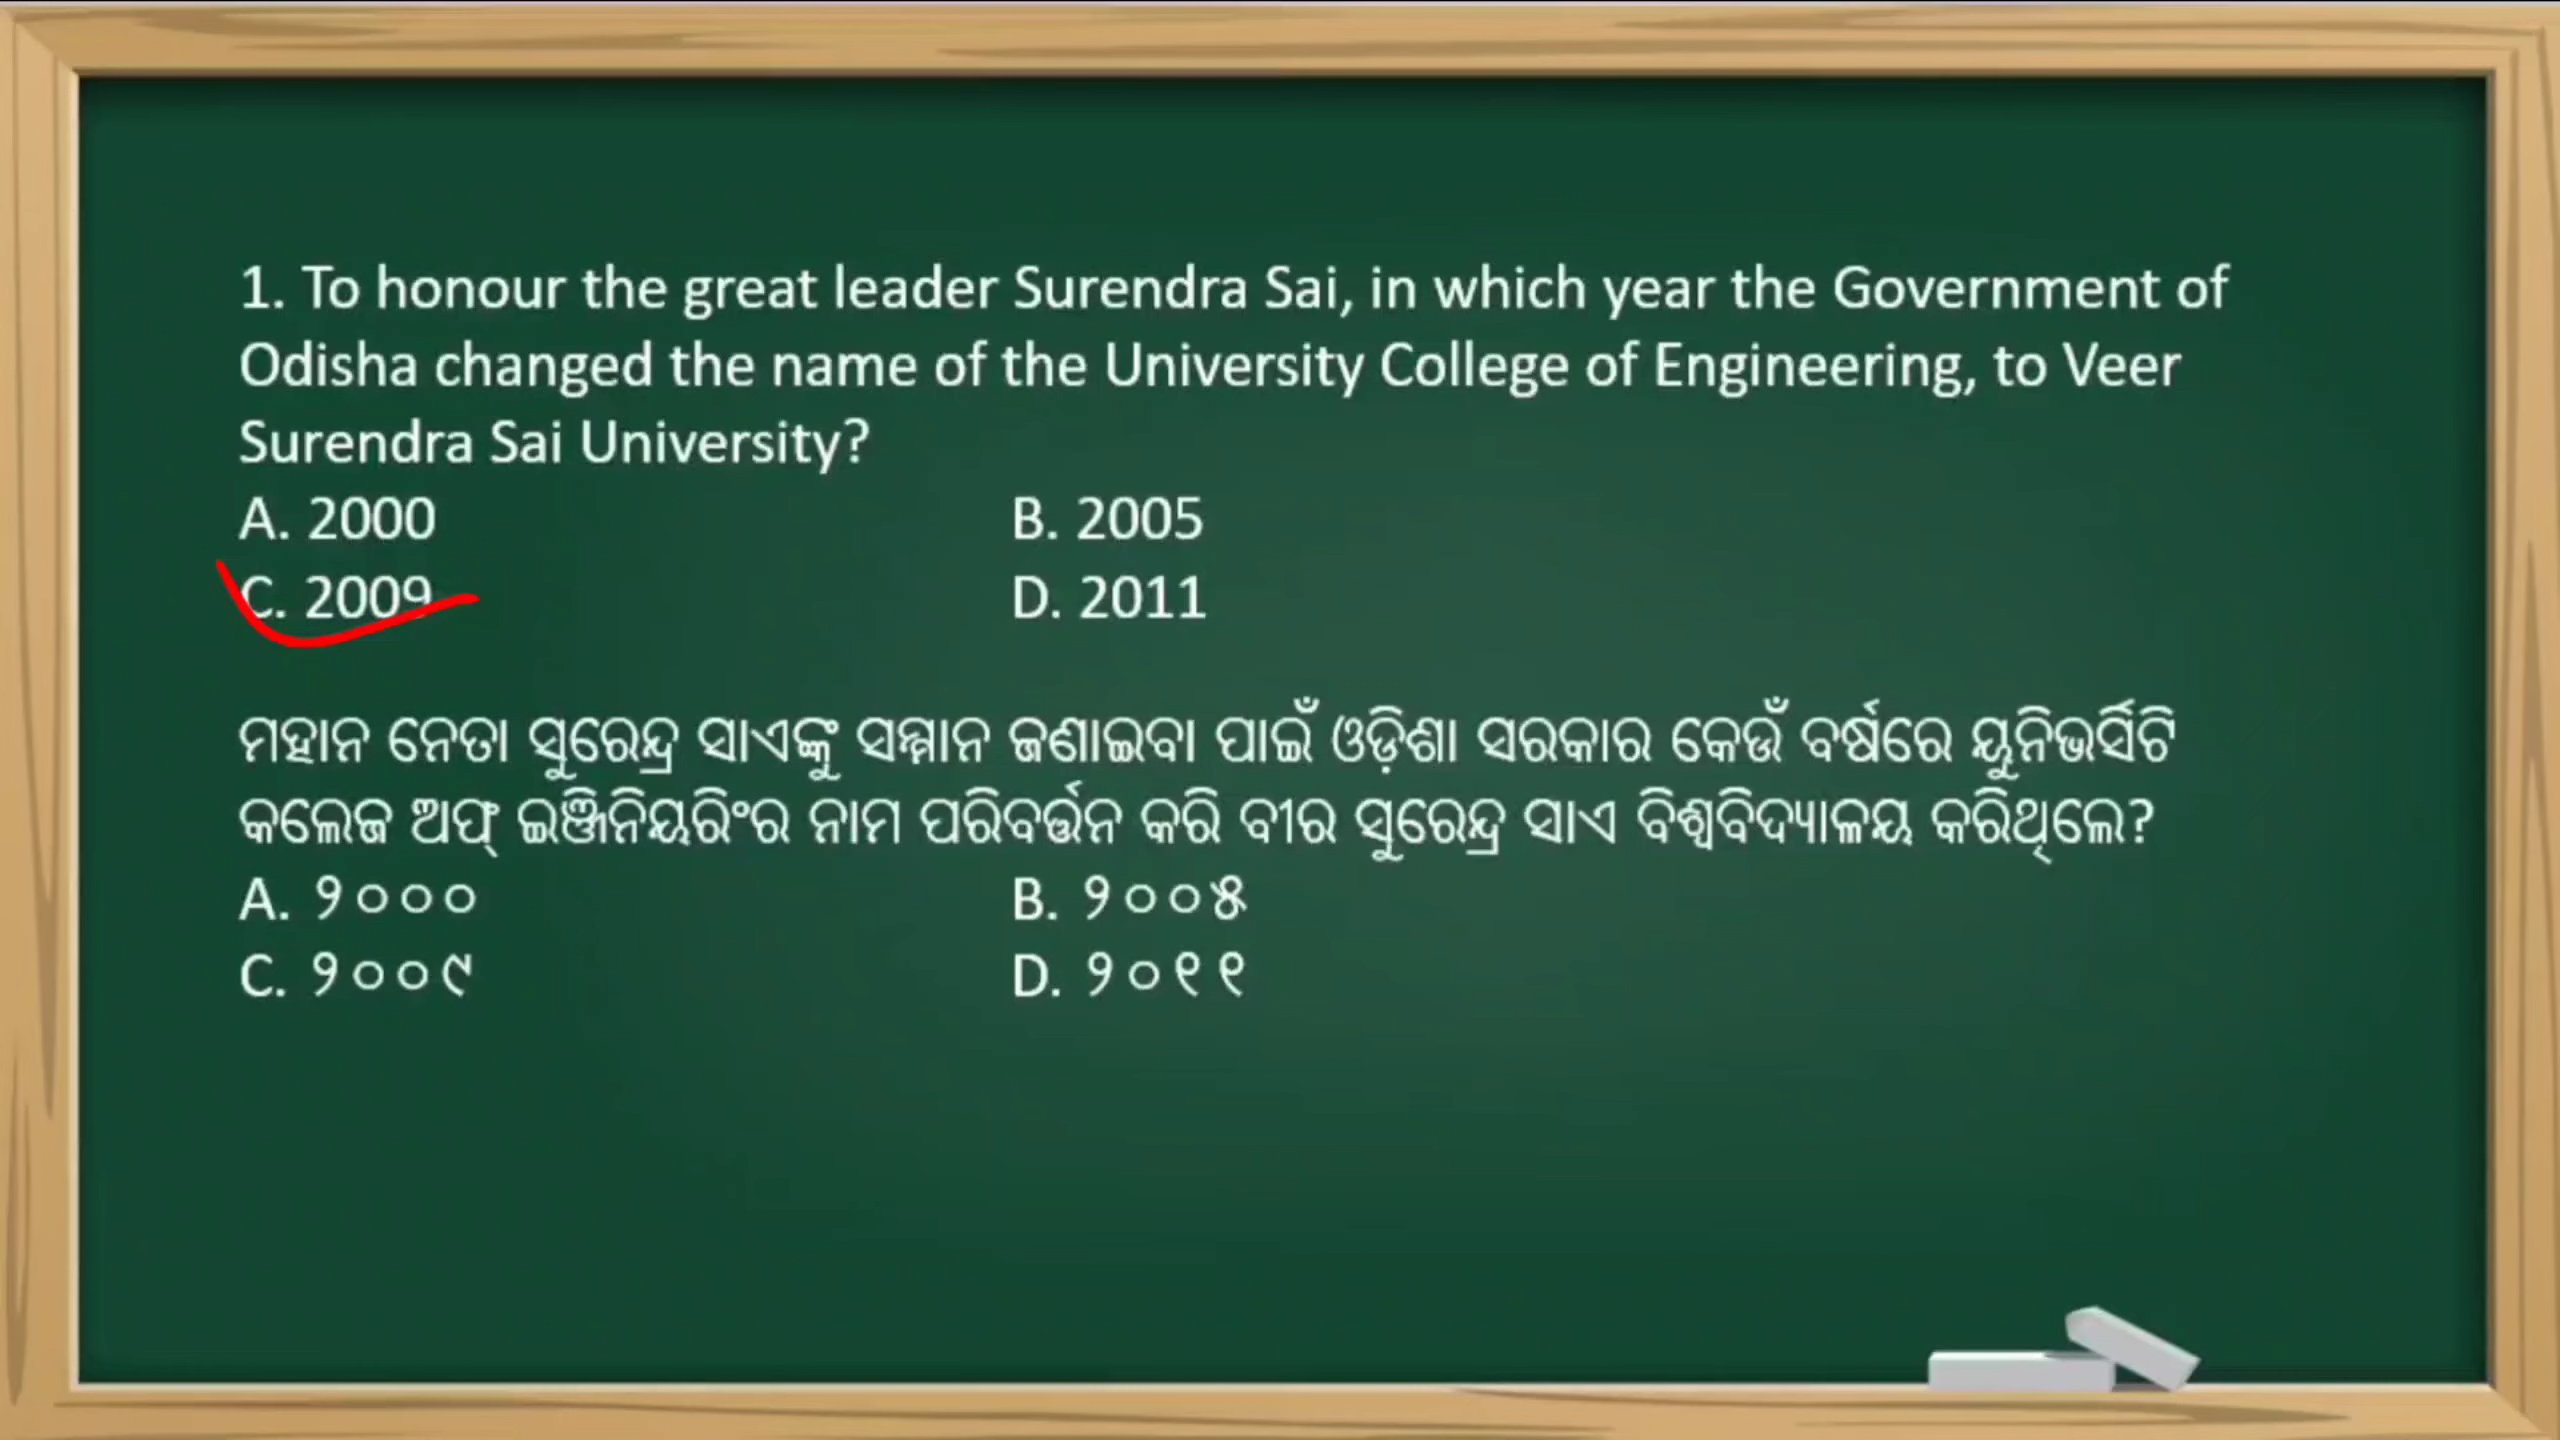 1. To honour the great leader Surendra Sai, in which year the Government of
Odisha changed the name of the University College of Engineering, to Veer
Surendra Sai University?
A. 2000 B. 2005
C. 2009 D. 2011
ମହାନ ନେତା ସୁରେନ୍ଦ୍ର ସାଏଙ୍କୁ ସମ୍ମାନ ଜଣାଇବା ପାଇଁ ଓଡ଼ିଶା ସରକାର କେଉଁ ବର୍ଷରେ ୟୁନିଭର୍ସିଟି
କଲେଜ ଅଫ୍ ଇଞ୍ଜିନିୟରିଂର ନାମ ପରିବର୍ତ୍ତନ କରି ବୀର ସୁରେନ୍ଦ୍ର ସାଏ ବିଶ୍ୱବିଦ୍ୟାଳୟ କରିଥିଲେ?
A. ୨୦୦୦ B. ୨୦୦୫
C. ୨୦୦୯ D. ୨୦୧୧